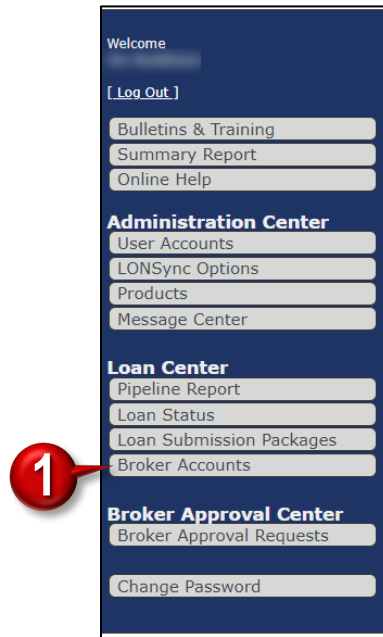 Welcome
[ Log Out ]
Bulletins & Training
Summary Report
Online Help
Administration Center
User Accounts
LONSync Options
Products
Message Center
Loan Center
Pipeline Report
Loan Status
Loan Submission Packages
1
Broker Accounts
Broker Approval Center
Broker Approval Requests
Change Password